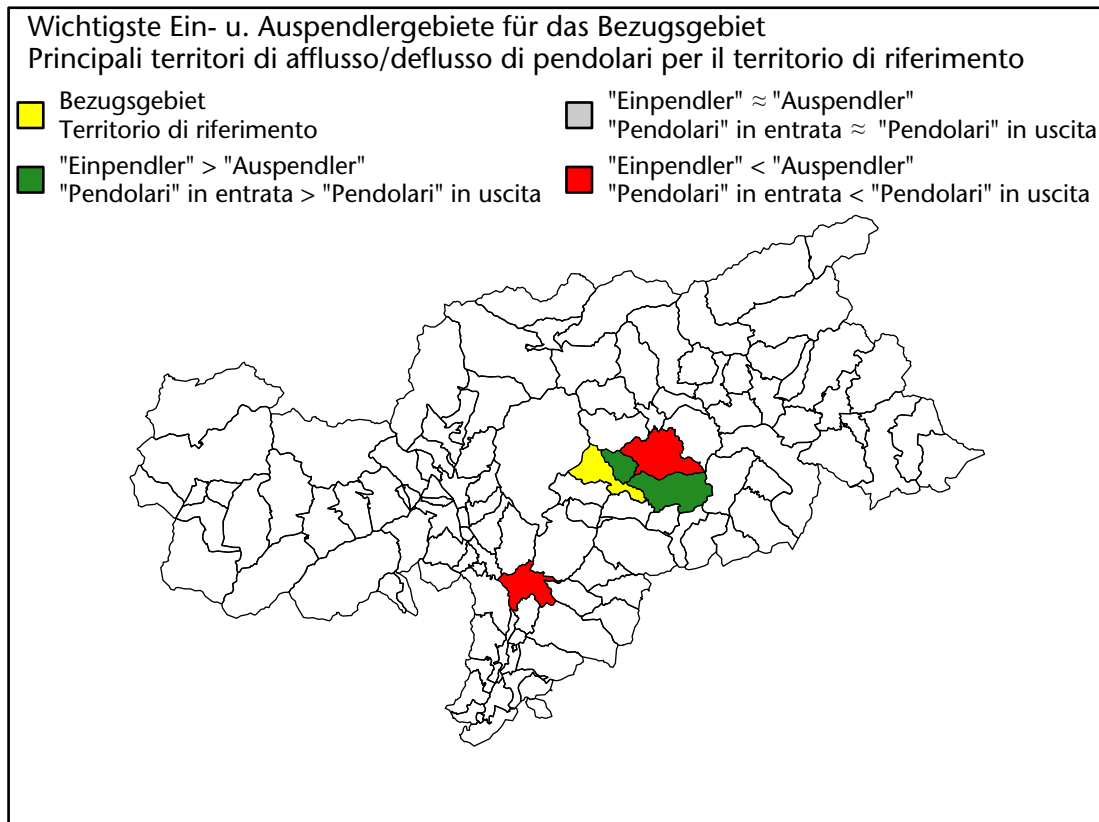 Wichtigste Ein- u. Auspendlergebiete für das Bezugsgebiet
Principali territori di afflusso/deflusso di pendolari per il territorio di riferimento
Bezugsgebiet
Territorio di riferimento
"Einpendler" ≈ "Auspendler"
"Pendolari" in entrata ≈ "Pendolari" in uscita
"Einpendler" > "Auspendler"
"Pendolari" in entrata > "Pendolari" in uscita
"Einpendler" < "Auspendler"
"Pendolari" in entrata < "Pendolari" in uscita